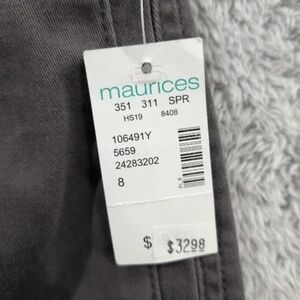 maurices
351 311 SPR
HS19 8408
106491Y
5659
24283202
8
$ $3298